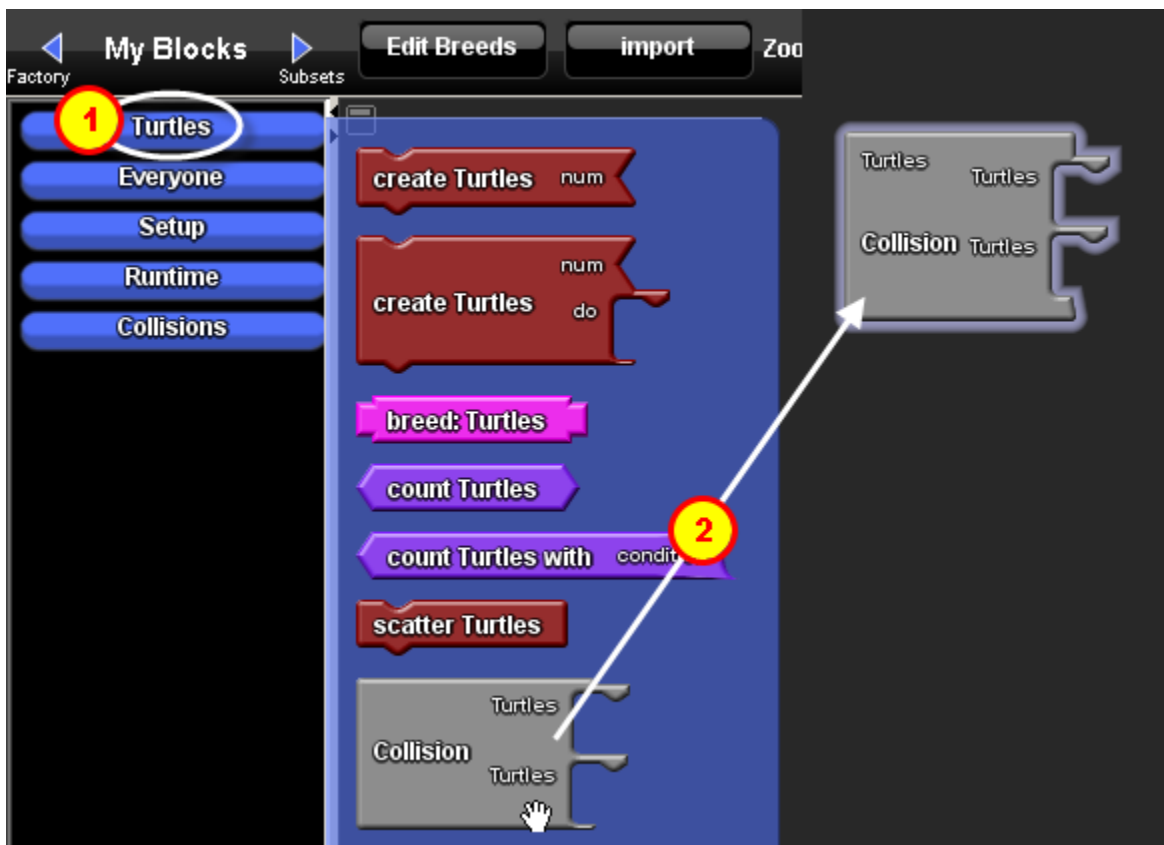 My Blocks
Edit Breeds
import
Zoo
Factory
Subsets
1
Turtles
Everyone
Setup
Runtime
Collisions
create Turtles num
num
create Turtles do
breed: Turtles
count Turtles
count Turtles with condit
scatter Turtles
Turtles
Collision
Turtles
2
Turtles
Turtles
Collision Turtles